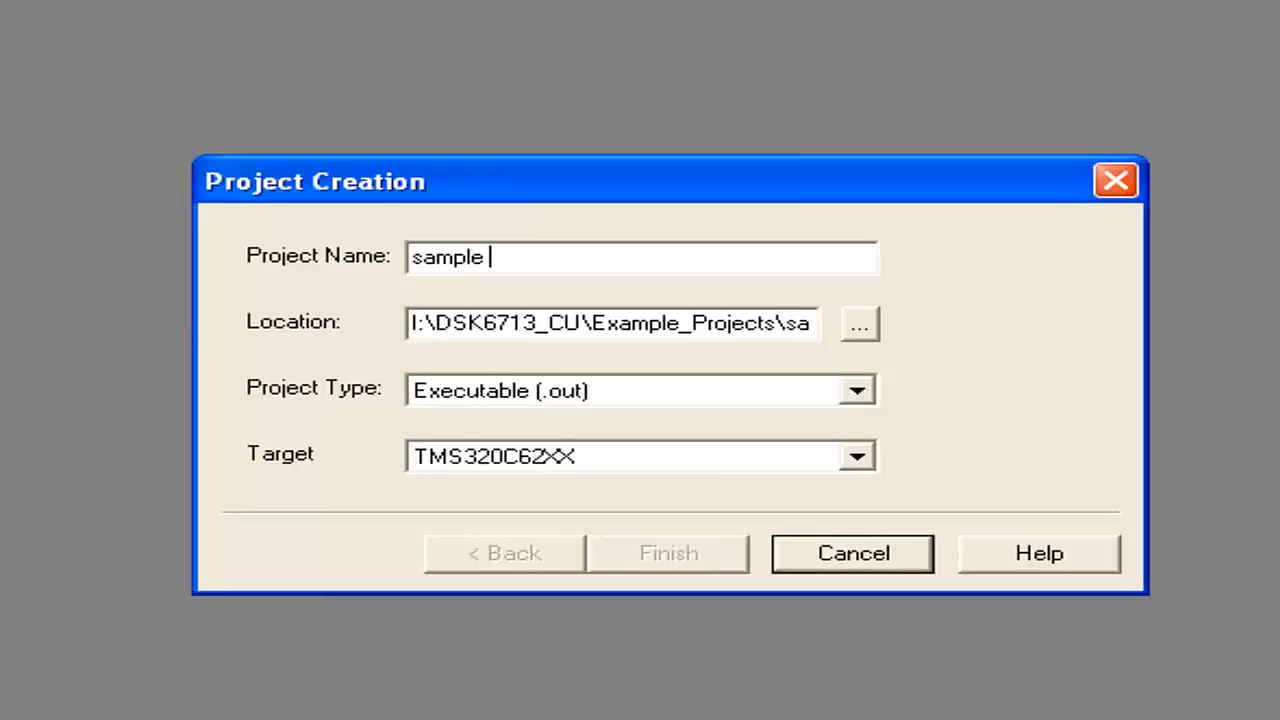 Project Creation
Project Name: sample
Location: I:\DSK6713_CU\Example_Projects\sa ...
Project Type: Executable (.out)
Target TMS320C62XX
< Back Finish Cancel Help